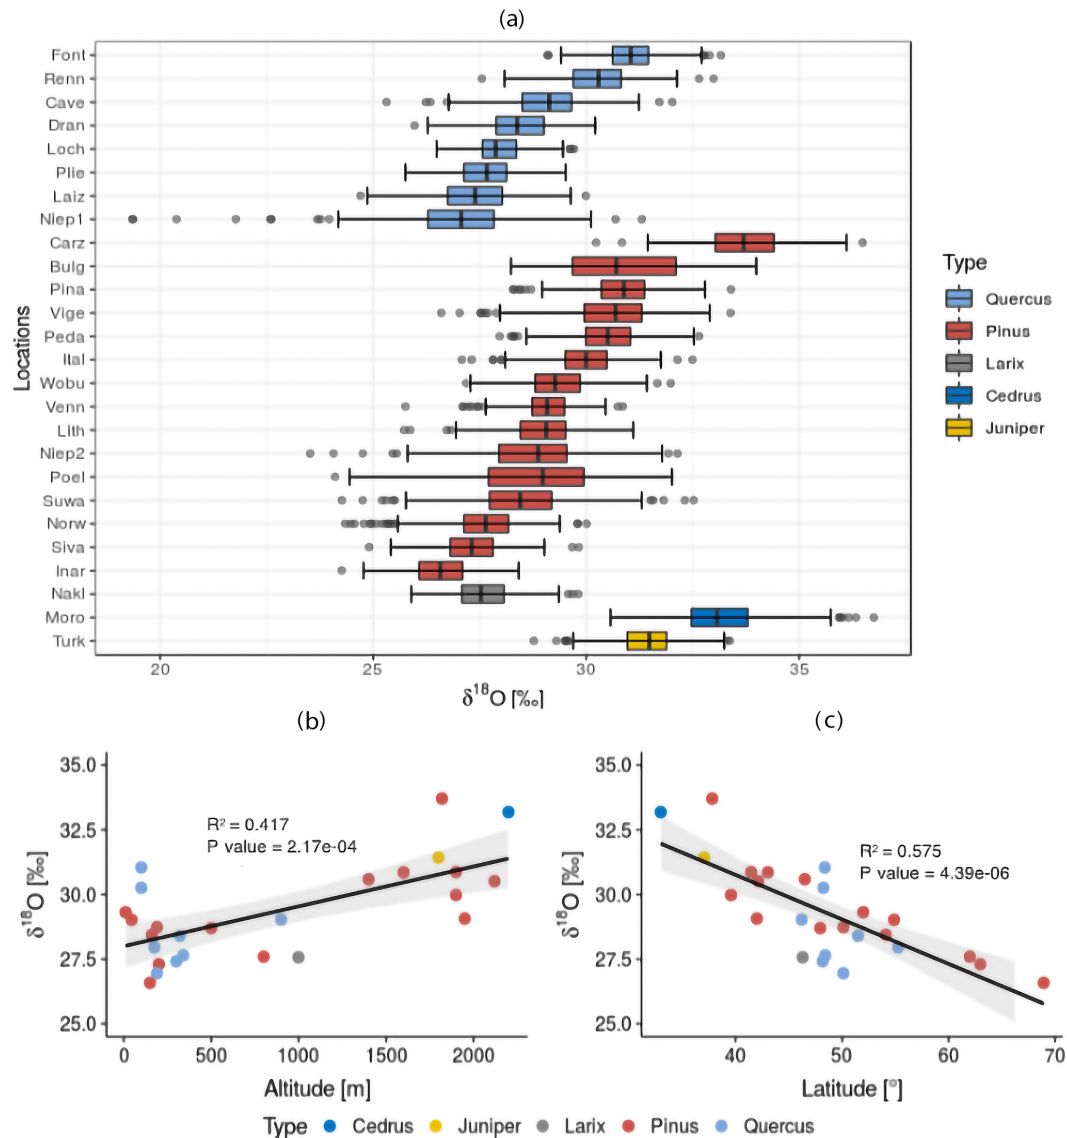 (a)
Font
Renn
Cave
Dran
Loch
Plie
Laiz
Niep1
Carz
Bulg
Pina
Vige
Peda
Ital
Wobu
Venn
Lith
Niep2
Poel
Suwa
Norw
Siva
Inar
Nakl
Moro
Turk
Locations
20 25 30 35
δ¹⁸O [‰]
Type
Quercus
Pinus
Larix
Cedrus
Juniper
(b)
35.0
32.5
30.0
27.5
25.0
δ¹⁸O [‰]
R² = 0.417
P value = 2.17e-04
0 500 1000 1500 2000
Altitude [m]
(c)
35.0
32.5
30.0
27.5
25.0
δ¹⁸O [‰]
R² = 0.575
P value = 4.39e-06
40 50 60 70
Latitude [°]
Type Cedrus Juniper Larix Pinus Quercus